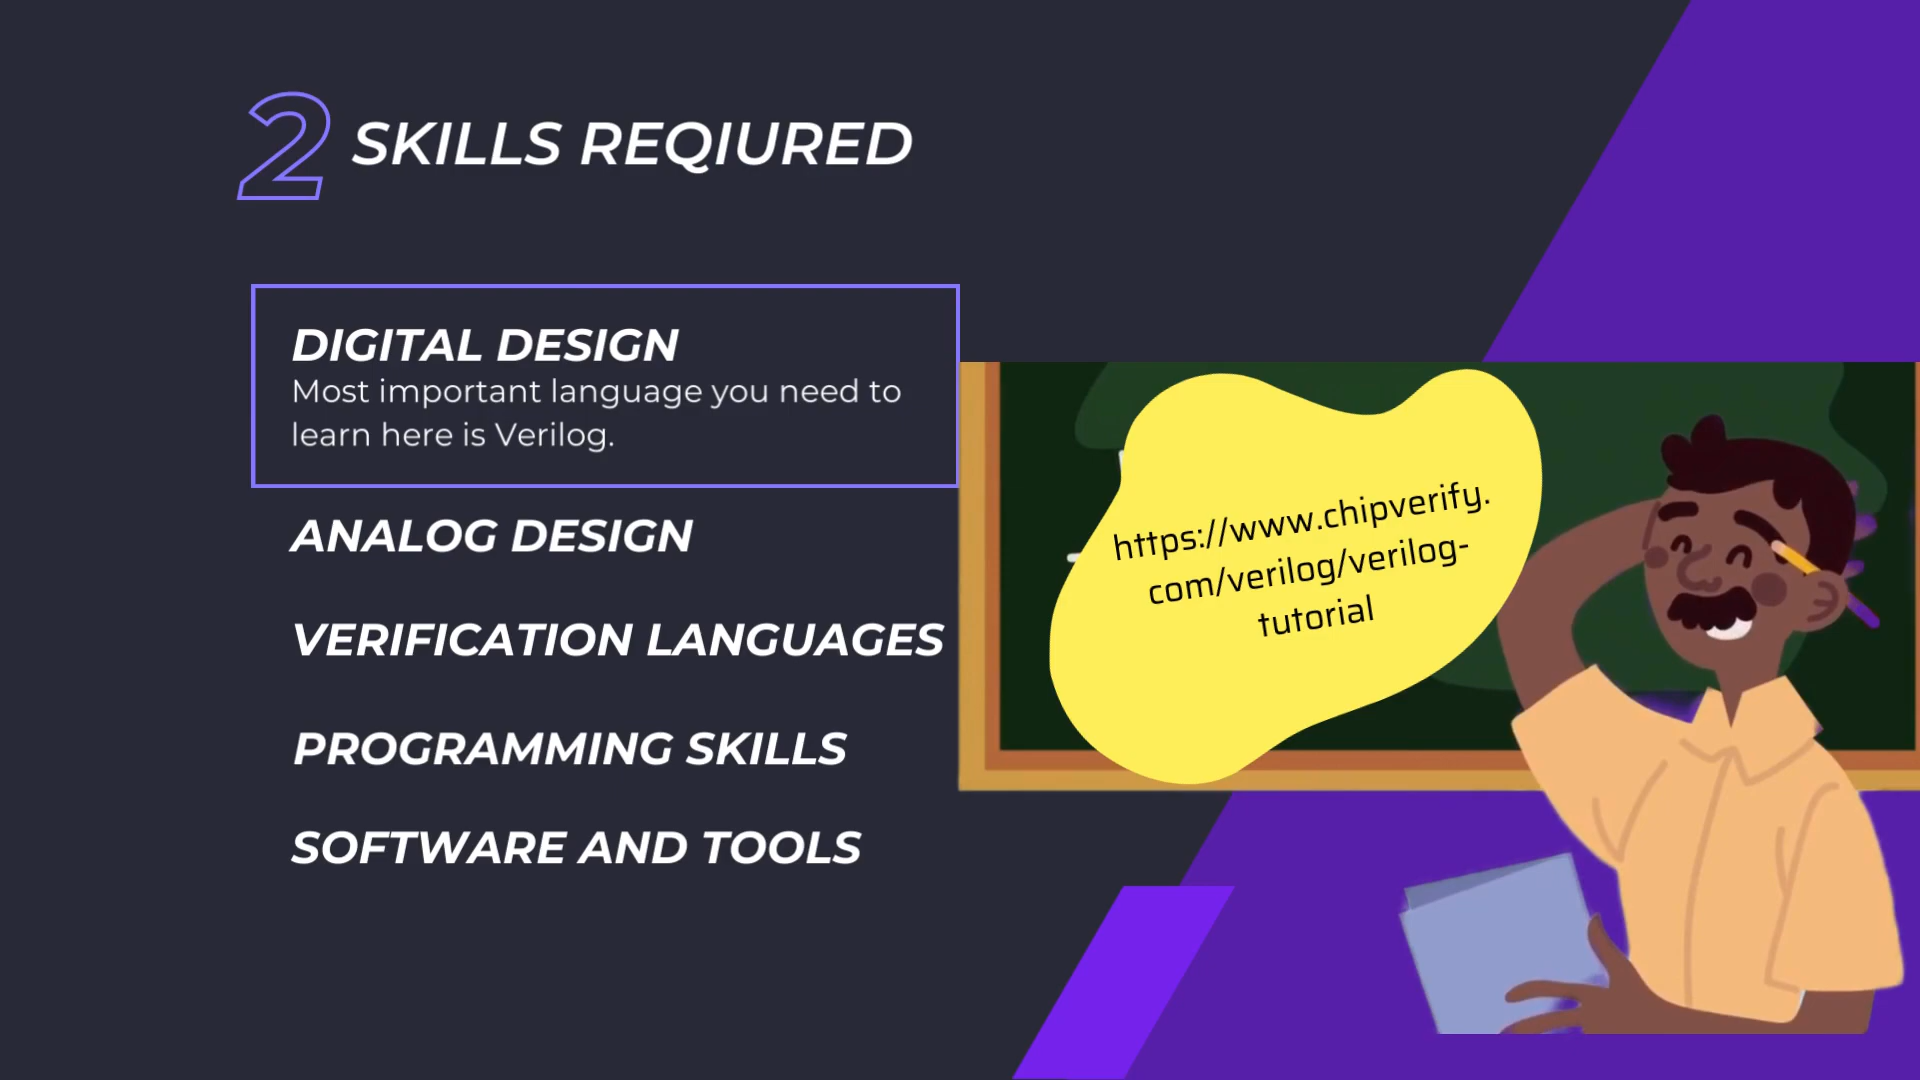 2 SKILLS REQIURED
DIGITAL DESIGN
Most important language you need to
learn here is Verilog.
ANALOG DESIGN
VERIFICATION LANGUAGES
PROGRAMMING SKILLS
SOFTWARE AND TOOLS
https://www.chipverify.
com/verilog/verilog-
tutorial